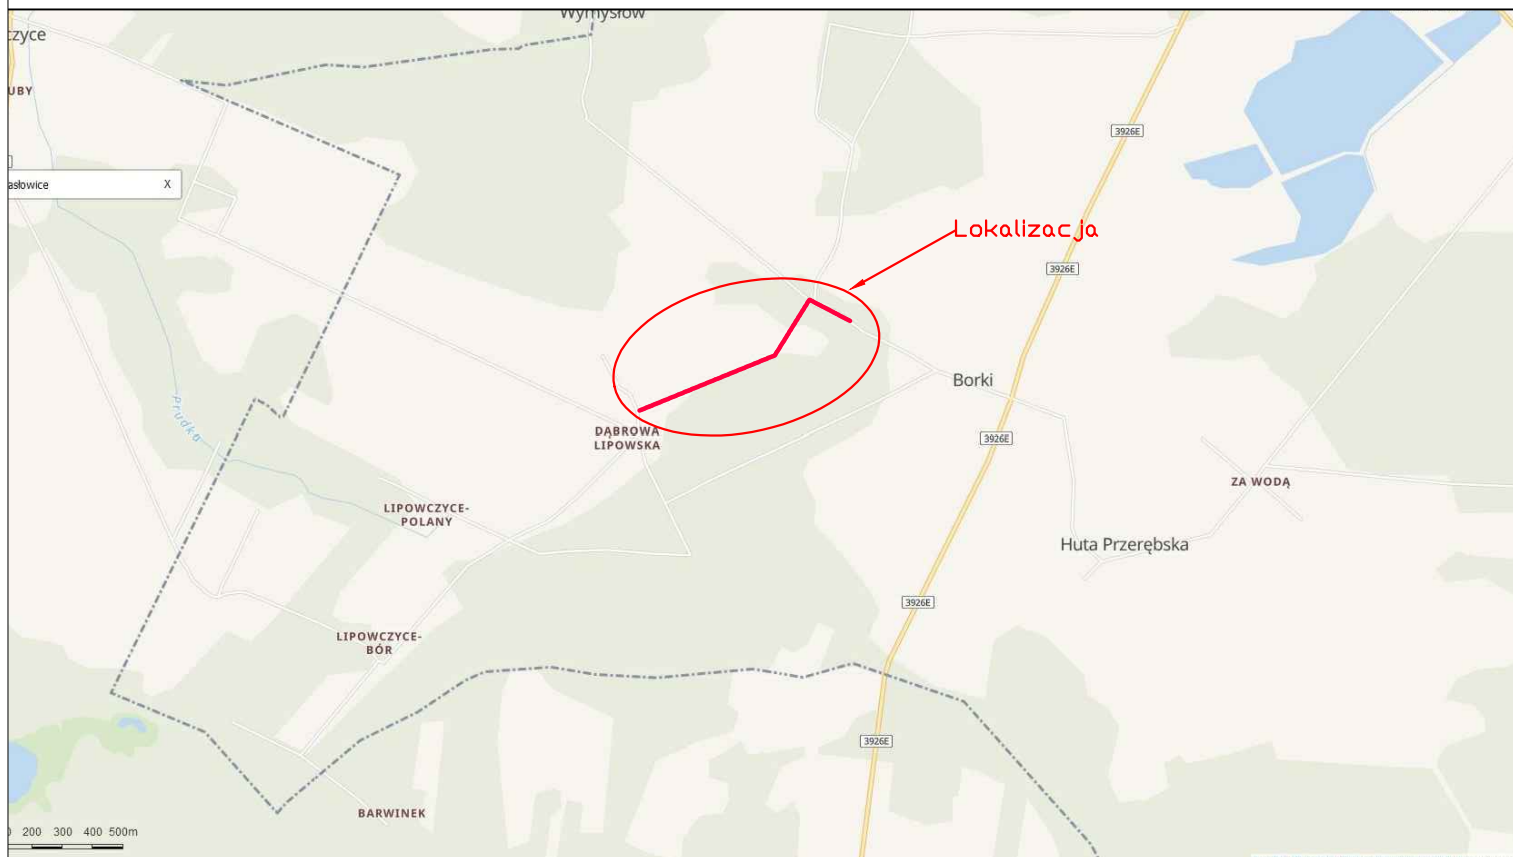 Wymysłów
czyce
UBY
3926E
asłowice X
Lokalizacja
3926E
Borki
Prudka
DĄBROWA
LIPOWSKA
3926E
ZA WODĄ
LIPOWCZYCE-
POLANY
Huta Przerębska
3926E
LIPOWCZYCE-
BÓR
3926E
BARWINEK
0 200 300 400 500m